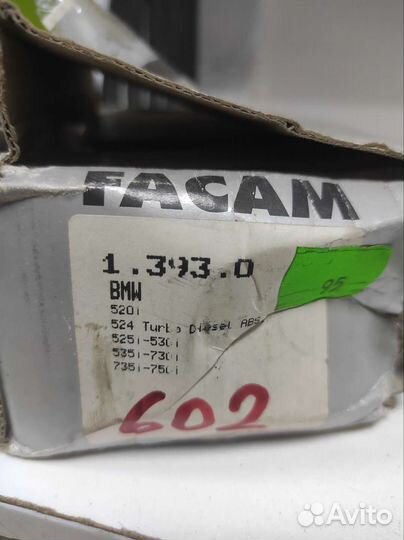 FACAM
1.393.0
95
BMW
520i
524 Turbo Diesel ABS
525i-530i
535i-730i
735i-750i
602
Avito